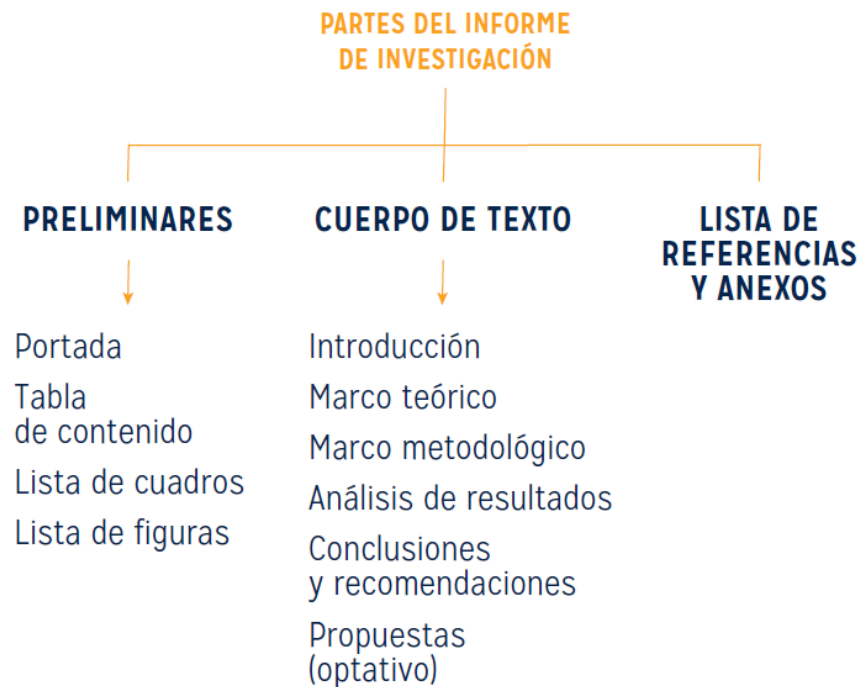 PARTES DEL INFORME
DE INVESTIGACIÓN
PRELIMINARES
Portada
Tabla
de contenido
Lista de cuadros
Lista de figuras
CUERPO DE TEXTO
Introducción
Marco teórico
Marco metodológico
Análisis de resultados
Conclusiones
y recomendaciones
Propuestas
(optativo)
LISTA DE
REFERENCIAS
Y ANEXOS